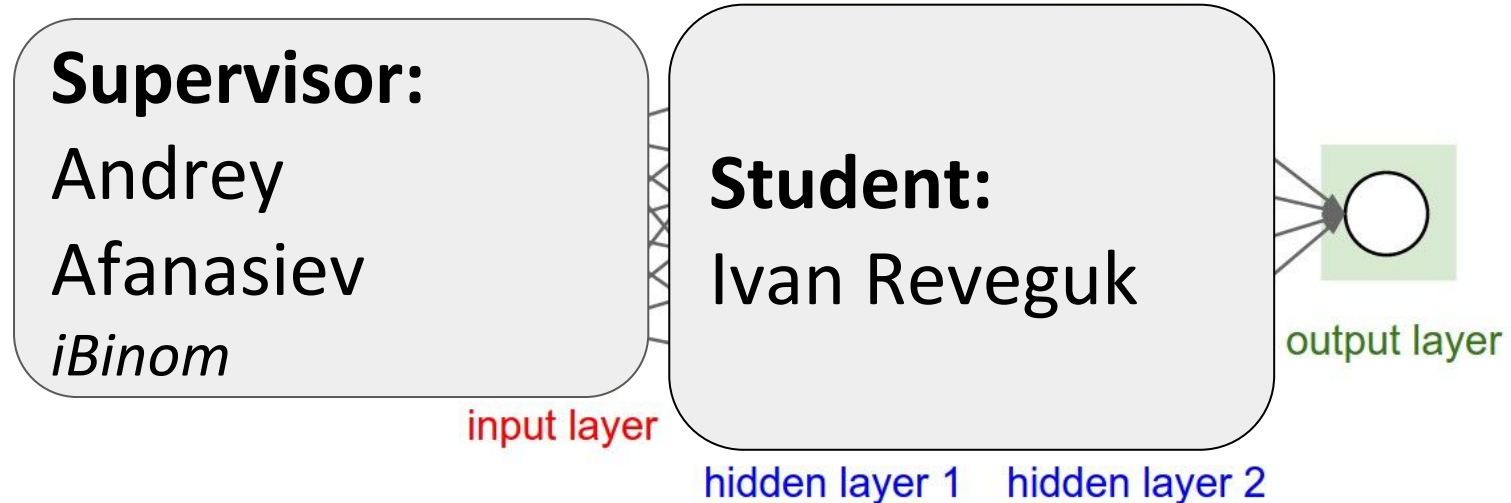 Supervisor:
Andrey
Afanasiev
iBinom
Student:
Ivan Reveguk
input layer
hidden layer 1
hidden layer 2
output layer